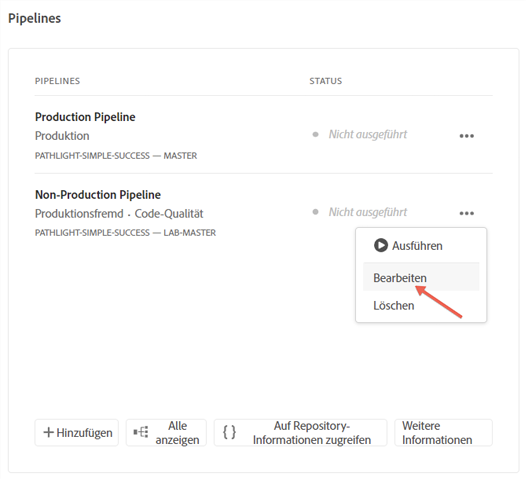 Pipelines
PIPELINES STATUS
Production Pipeline
Produktion Nicht ausgeführt
PATHLIGHT-SIMPLE-SUCCESS — MASTER
Non-Production Pipeline
Produktionsfremd · Code-Qualität Nicht ausgeführt
PATHLIGHT-SIMPLE-SUCCESS — LAB-MASTER
Ausführen
Bearbeiten
Löschen
Hinzufügen
Alle
anzeigen
Auf Repository-
Informationen zugreifen
Weitere
Informationen